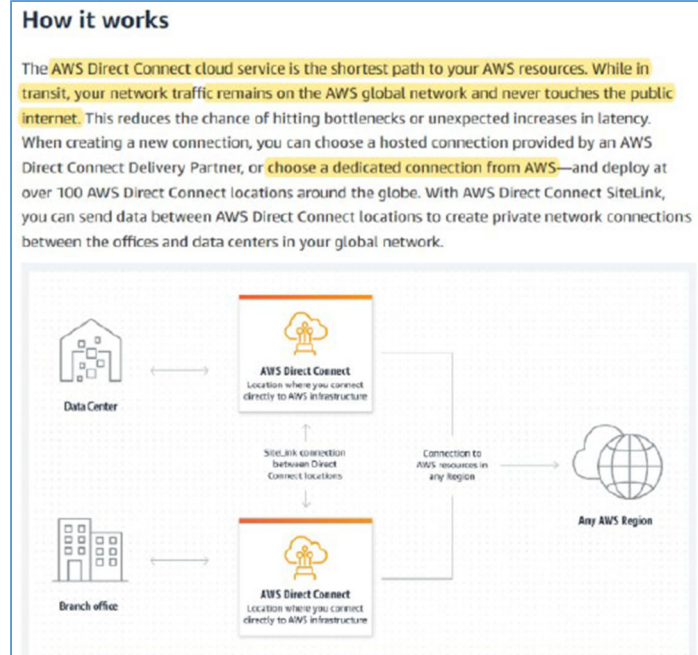 How it works
The AWS Direct Connect cloud service is the shortest path to your AWS resources. While in
transit, your network traffic remains on the AWS global network and never touches the public
internet. This reduces the chance of hitting bottlenecks or unexpected increases in latency.
When creating a new connection, you can choose a hosted connection provided by an AWS
Direct Connect Delivery Partner, or choose a dedicated connection from AWS—and deploy at
over 100 AWS Direct Connect locations around the globe. With AWS Direct Connect SiteLink,
you can send data between AWS Direct Connect locations to create private network connections
between the offices and data centers in your global network.
Data Center
AWS Direct Connect
Location where you connect
directly to AWS infrastructure
SiteLink connection
between Direct
Connect locations
Connection to
AWS resources in
any Region
Any AWS Region
Branch office
AWS Direct Connect
Location where you connect
directly to AWS infrastructure